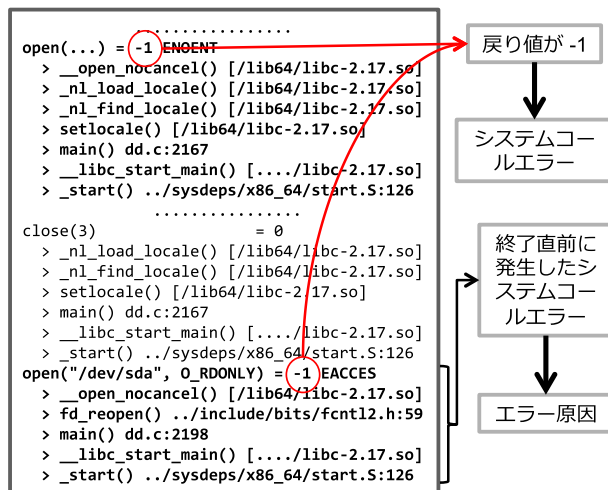 .................
open(...) = -1 ENOENT
> __open_nocancel() [/lib64/libc-2.17.so]
> _nl_load_locale() [/lib64/libc-2.17.so]
> _nl_find_locale() [/lib64/libc-2.17.so]
> setlocale() [/lib64/libc-2.17.so]
> main() dd.c:2167
> __libc_start_main() [..../libc-2.17.so]
> _start() ../sysdeps/x86_64/start.S:126
................
close(3) = 0
> _nl_load_locale() [/lib64/libc-2.17.so]
> _nl_find_locale() [/lib64/libc-2.17.so]
> setlocale() [/lib64/libc-2.17.so]
> main() dd.c:2167
> __libc_start_main() [..../libc-2.17.so]
> _start() ../sysdeps/x86_64/start.S:126
open("/dev/sda", O_RDONLY) = -1 EACCES
> __open_nocancel() [/lib64/libc-2.17.so]
> fd_reopen() ../include/bits/fcntl2.h:59
> main() dd.c:2198
> __libc_start_main() [..../libc-2.17.so]
> _start() ../sysdeps/x86_64/start.S:126
戻り値が -1
システムコー
ルエラー
終了直前に
発生したシ
ステムコー
ルエラー
エラー原因